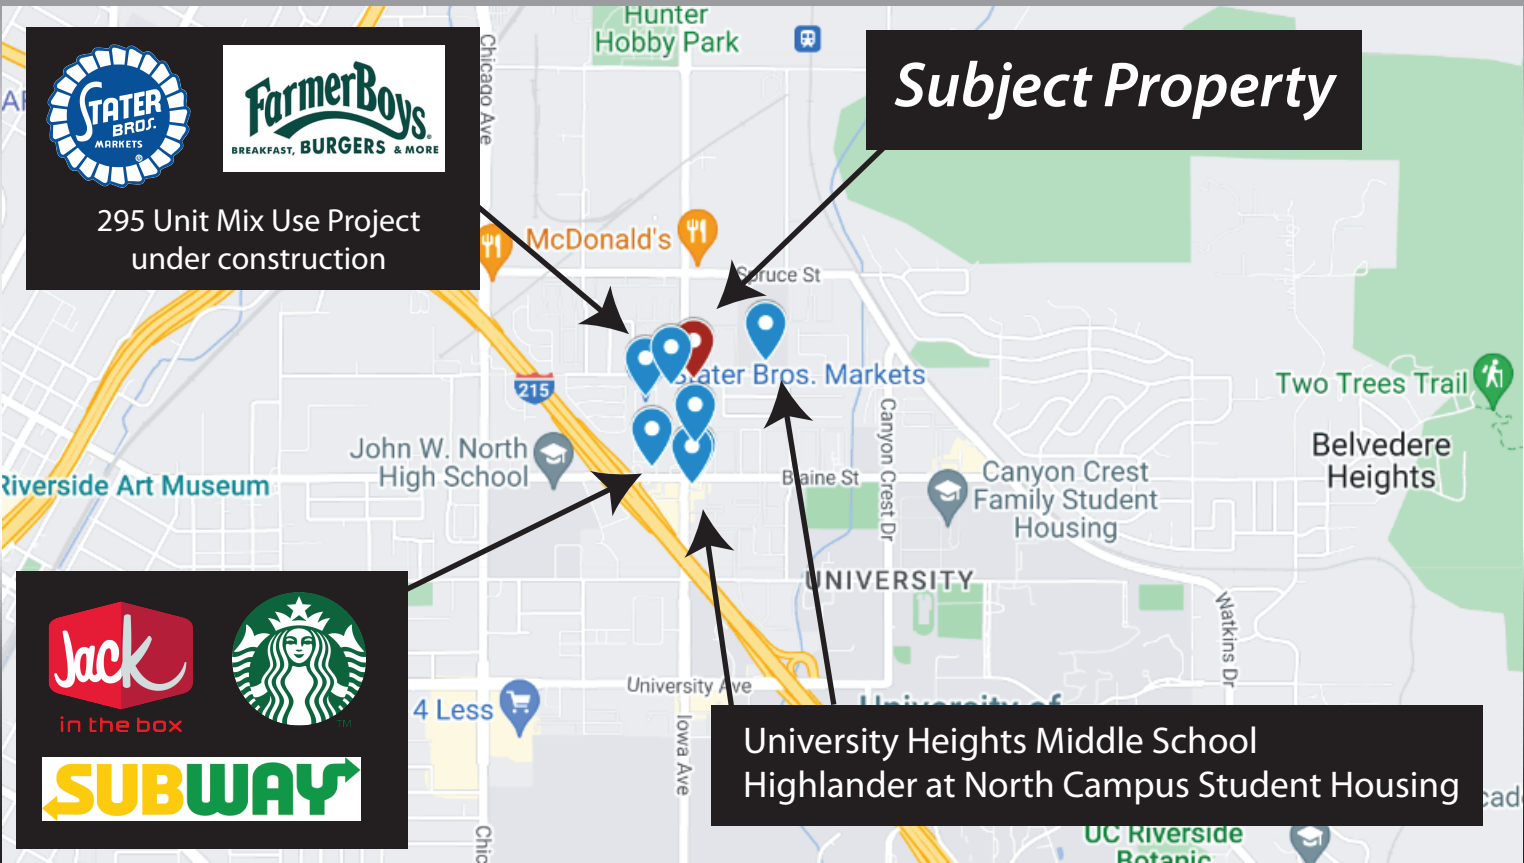 Hunter
Hobby Park
Chicago Ave
STATER
BROS.
MARKETS
®
FarmerBoys®
BREAKFAST, BURGERS & MORE
295 Unit Mix Use Project
under construction
Subject Property
McDonald's
Spruce St
Stater Bros. Markets
215
Two Trees Trail
Belvedere
Heights
John W. North
High School
Riverside Art Museum
Blaine St
Canyon Crest Dr
Canyon Crest
Family Student
Housing
UNIVERSITY
Watkins Dr
Jack
in the box
TM
SUBWAY
4 Less
University Ave
Iowa Ave
University of
University Heights Middle School
Highlander at North Campus Student Housing
UC Riverside
Botanic